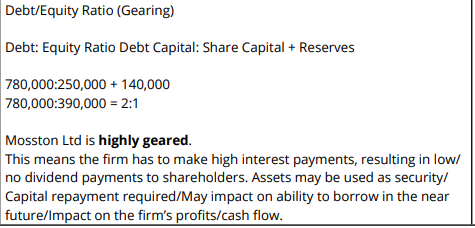 Debt/Equity Ratio (Gearing)
Debt: Equity Ratio Debt Capital: Share Capital + Reserves
780,000:250,000 + 140,000
780,000:390,000 = 2:1
Mosston Ltd is highly geared.
This means the firm has to make high interest payments, resulting in low/
no dividend payments to shareholders. Assets may be used as security/
Capital repayment required/May impact on ability to borrow in the near
future/Impact on the firm's profits/cash flow.